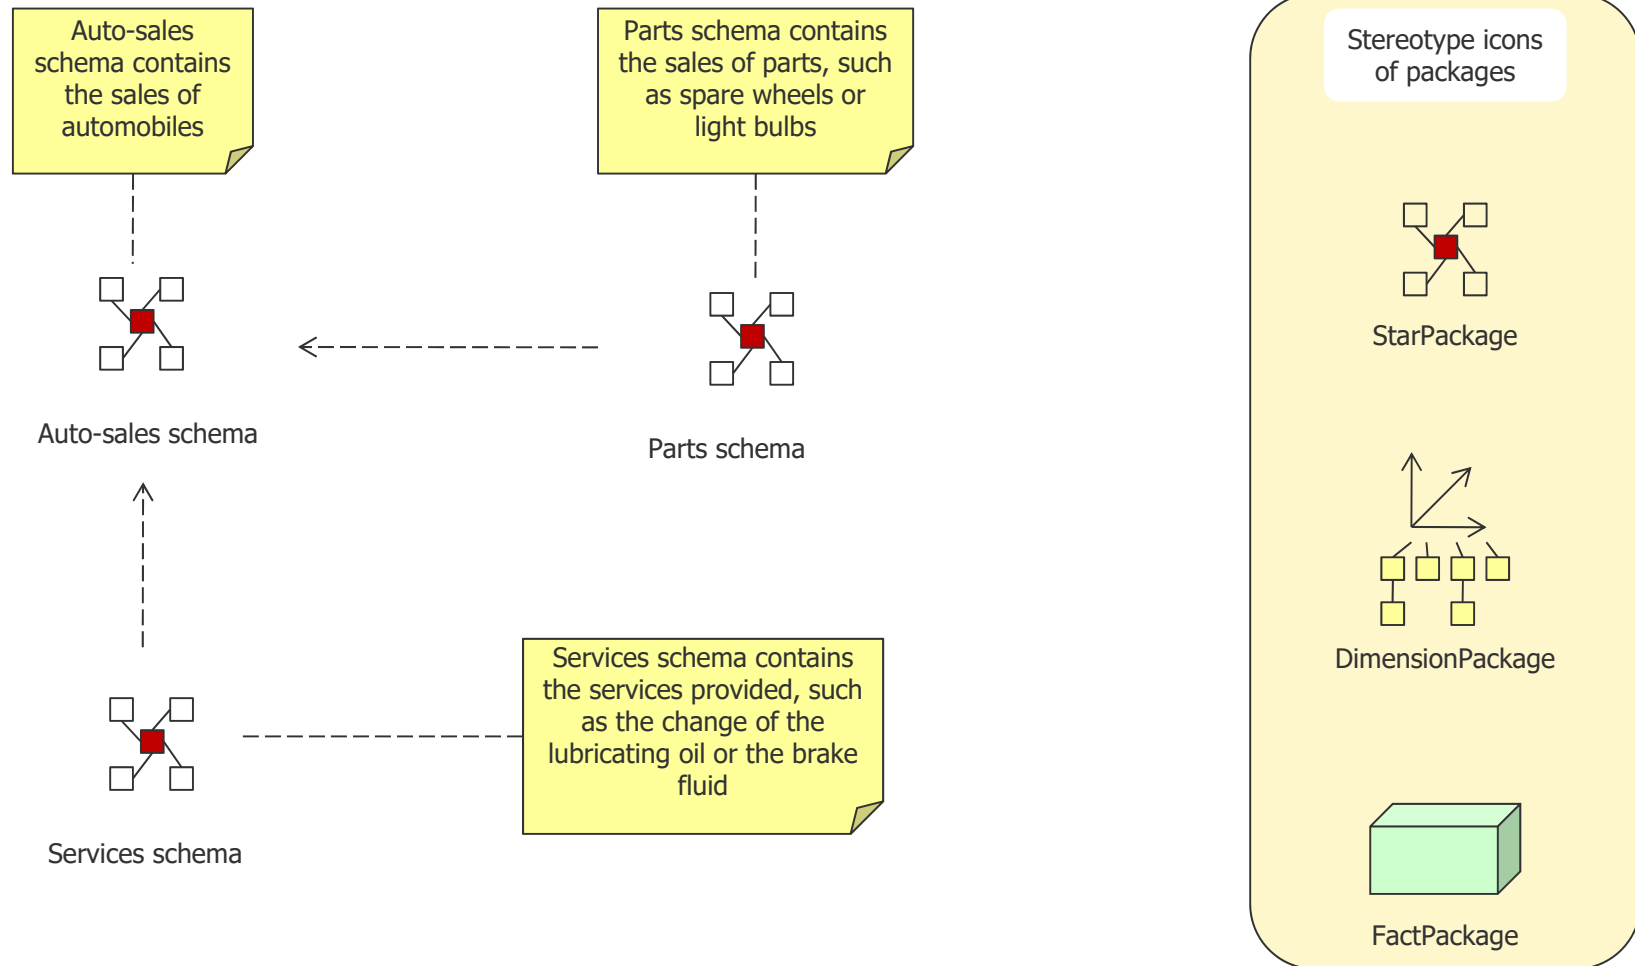 Auto-sales
schema contains
the sales of
automobiles
Parts schema contains
the sales of parts, such
as spare wheels or
light bulbs
Auto-sales schema
Parts schema
Services schema contains
the services provided, such
as the change of the
lubricating oil or the brake
fluid
Services schema
Stereotype icons
of packages
StarPackage
DimensionPackage
FactPackage